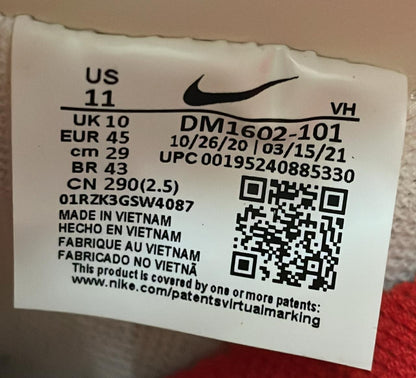 US
11
VH
UK 10
EUR 45
cm 29
BR 43
CN 290(2.5)
DM1602-101
10/26/20 | 03/15/21
UPC 00195240885330
01RZK3GSW4087
MADE IN VIETNAM
HECHO EN VIETNAM
FABRIQUE AU VIETNAM
FABRICADO NO VIETNÃ
This product is covered by one or more patents:
www.nike.com/patentsvirtualmarking